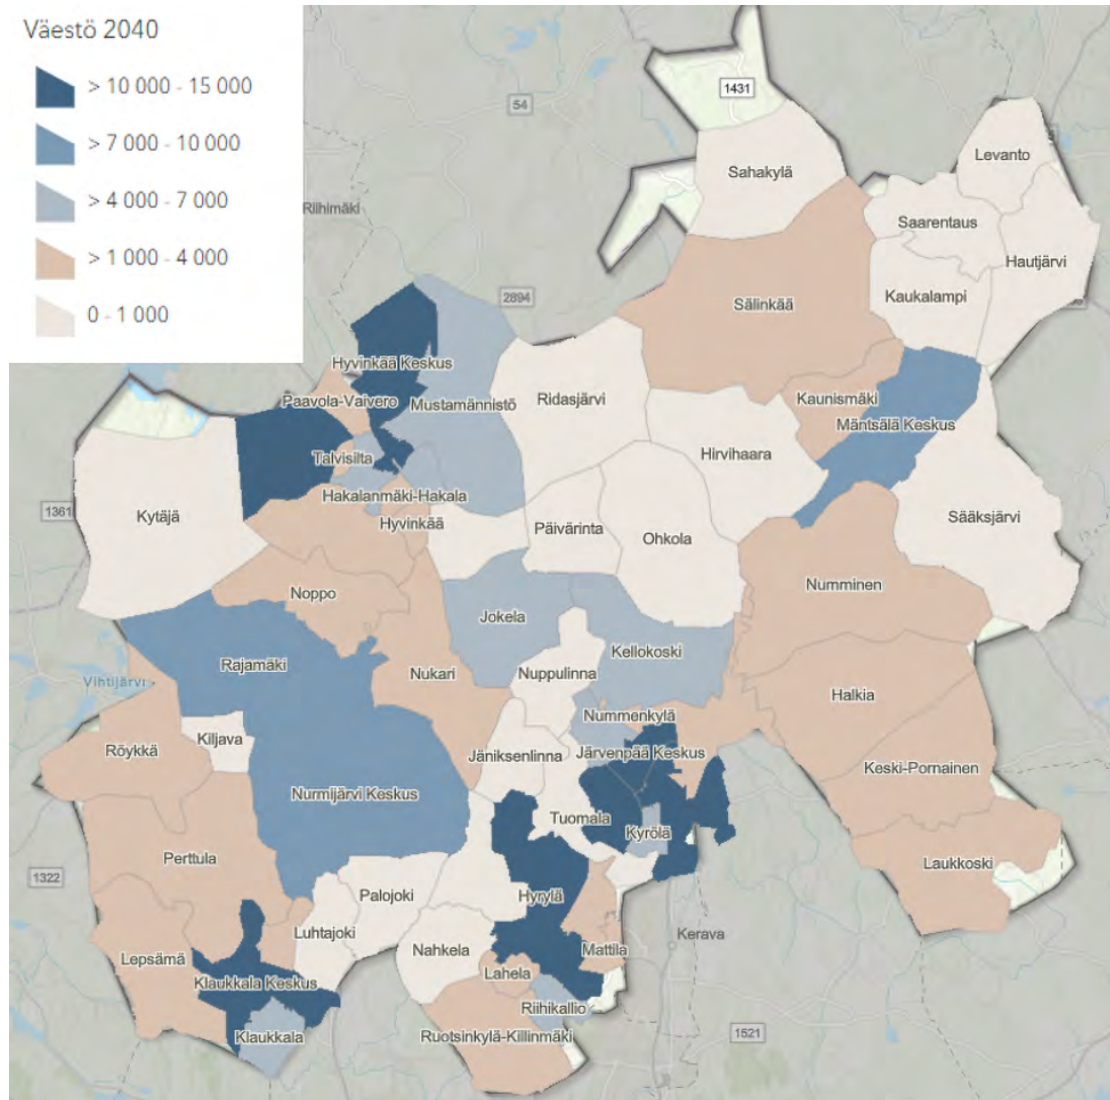 Väestö 2040
> 10 000 - 15 000
> 7 000 - 10 000
> 4 000 - 7 000
> 1 000 - 4 000
0 - 1 000
1431
54
Levanto
Sahakylä
Riihimäki
Saarentaus
Hautjärvi
2894
Kaukalampi
Sälinkää
Hyvinkää Keskus
Paavola-Vaivero
Mustamännistö
Ridasjärvi
Kaunismäki
Mäntsälä Keskus
Talvisilta
Hirvihaara
Hakalanmäki-Hakala
1361
Kytäjä
Hyvinkää
Päivärinta
Ohkola
Sääksjärvi
Noppo
Numminen
Jokela
Rajamäki
Kellokoski
Vihtijärvi
Nukari
Nuppulinna
Halkia
Nummenkylä
Kiljava
Röykkä
Jäniksenlinna
Järvenpää Keskus
Keski-Pornainen
Nurmijärvi Keskus
Tuomala
Kyrölä
Perttula
Laukkoski
1322
Palojoki
Hyrylä
Luhtajoki
Kerava
Nahkela
Mattila
Lepsämä
Lahela
Klaukkala Keskus
Riihikallio
Klaukkala
Ruotsinkylä-Killinmäki
1521